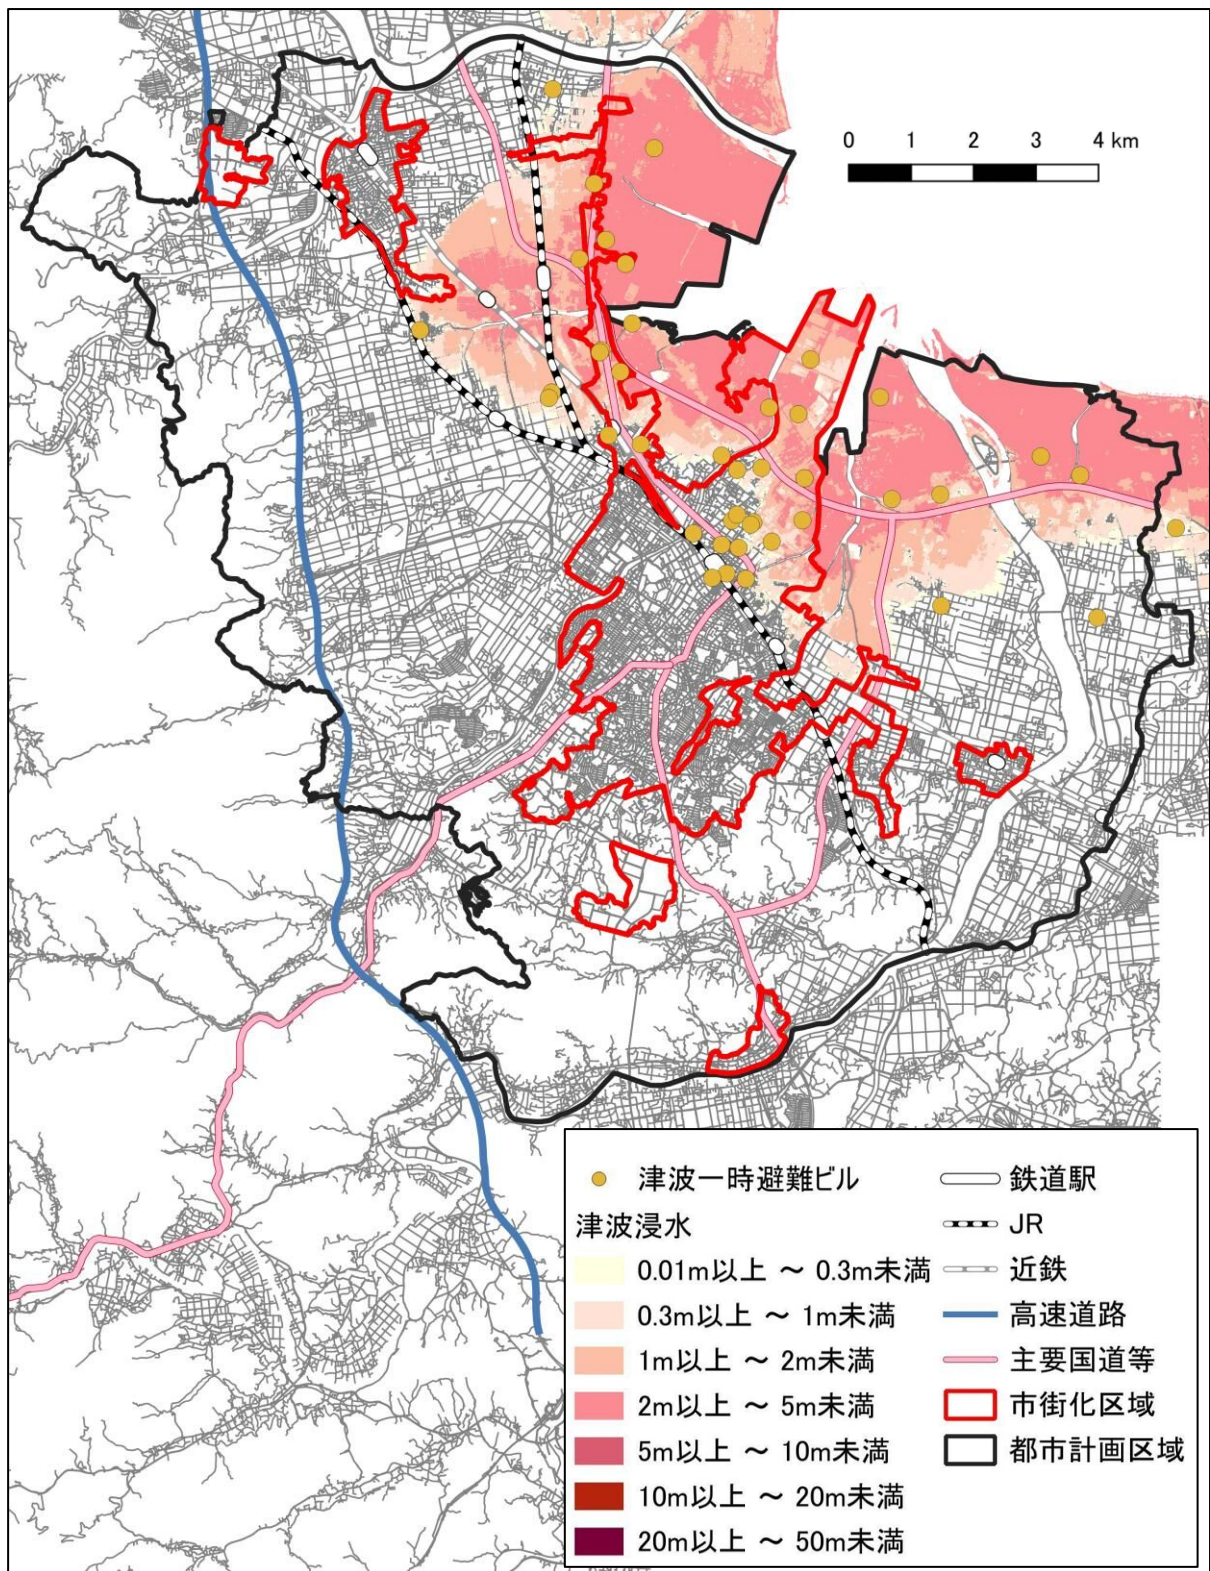 0 1 2 3 4 km
津波一時避難ビル
津波浸水
0.01m以上 ～ 0.3m未満
0.3m以上 ～ 1m未満
1m以上 ～ 2m未満
2m以上 ～ 5m未満
5m以上 ～ 10m未満
10m以上 ～ 20m未満
20m以上 ～ 50m未満
鉄道駅
JR
近鉄
高速道路
主要国道等
市街化区域
都市計画区域